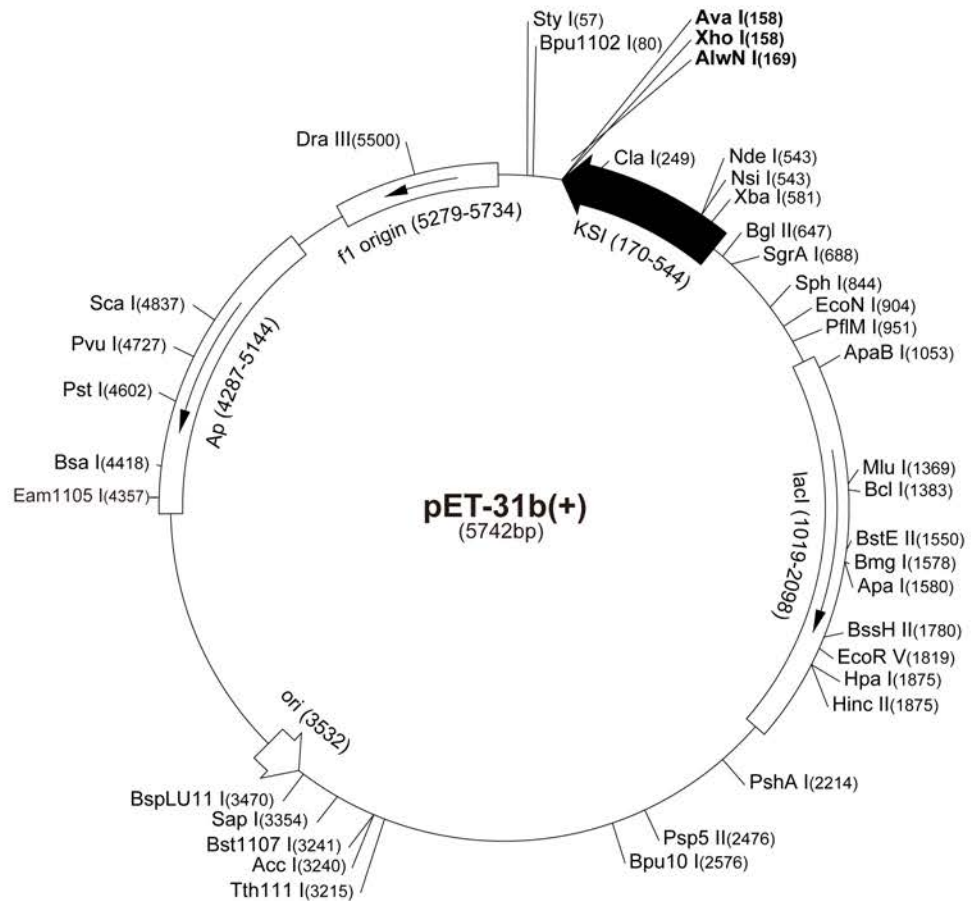 Sty I(57)
Bpu1102 I(80)
Ava I(158)
Xho I(158)
AlwN I(169)
Dra III(5500)
Cla I(249)
Nde I(543)
Nsi I(543)
Xba I(581)
f1 origin (5279-5734)
KSI (170-544)
Bgl II(647)
SgrA I(688)
Sph I(844)
EcoN I(904)
PflM I(951)
ApaB I(1053)
Sca I(4837)
Pvu I(4727)
Pst I(4602)
Ap (4287-5144)
Bsa I(4418)
Eam1105 I(4357)
pET-31b(+)
(5742bp)
lacI (1019-2098)
Mlu I(1369)
Bcl I(1383)
BstE II(1550)
Bmg I(1578)
Apa I(1580)
BssH II(1780)
EcoR V(1819)
Hpa I(1875)
Hinc II(1875)
ori (3532)
PshA I(2214)
BspLU11 I(3470)
Sap I(3354)
Bst1107 I(3241)
Acc I(3240)
Tth111 I(3215)
Psp5 II(2476)
Bpu10 I(2576)